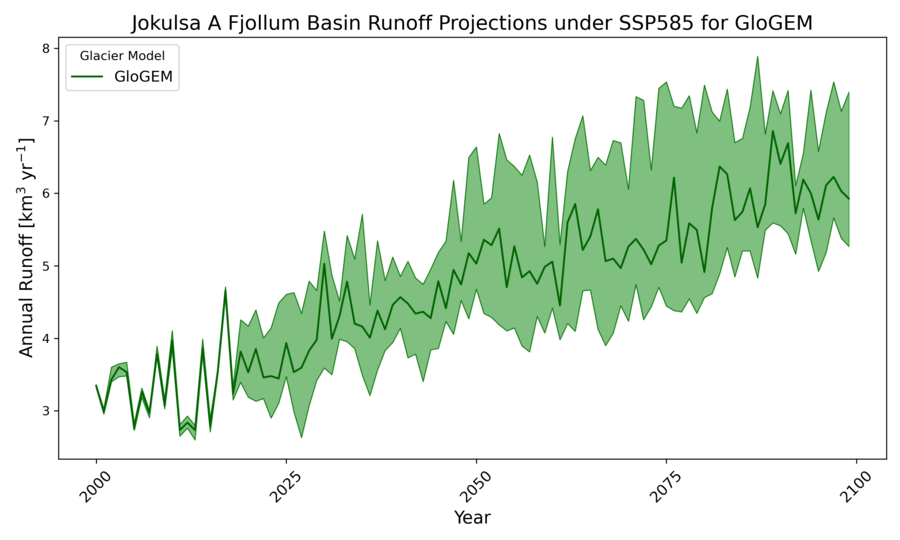 Jokulsa A Fjollum Basin Runoff Projections under SSP585 for GloGEM
Glacier Model
GloGEM
Annual Runoff [km³ yr⁻¹]
8
7
6
5
4
3
2000
2025
2050
2075
2100
Year